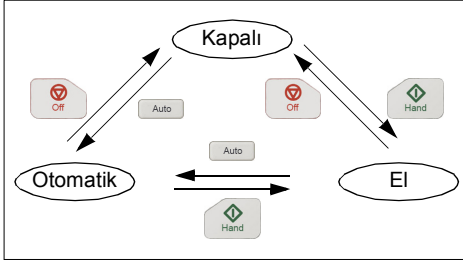 Kapalı
Off
Auto
Off
Hand
Auto
Otomatik
El
Hand